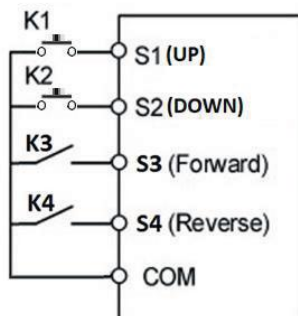 K1
S1 (UP)
K2
S2 (DOWN)
K3
S3 (Forward)
K4
S4 (Reverse)
COM